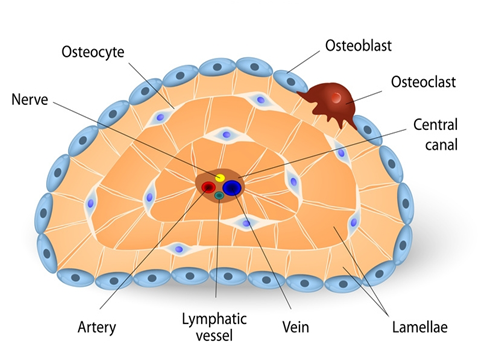 Osteoblast
Osteocyte
Osteoclast
Nerve
Central
canal
Artery
Lymphatic
vessel
Vein
Lamellae